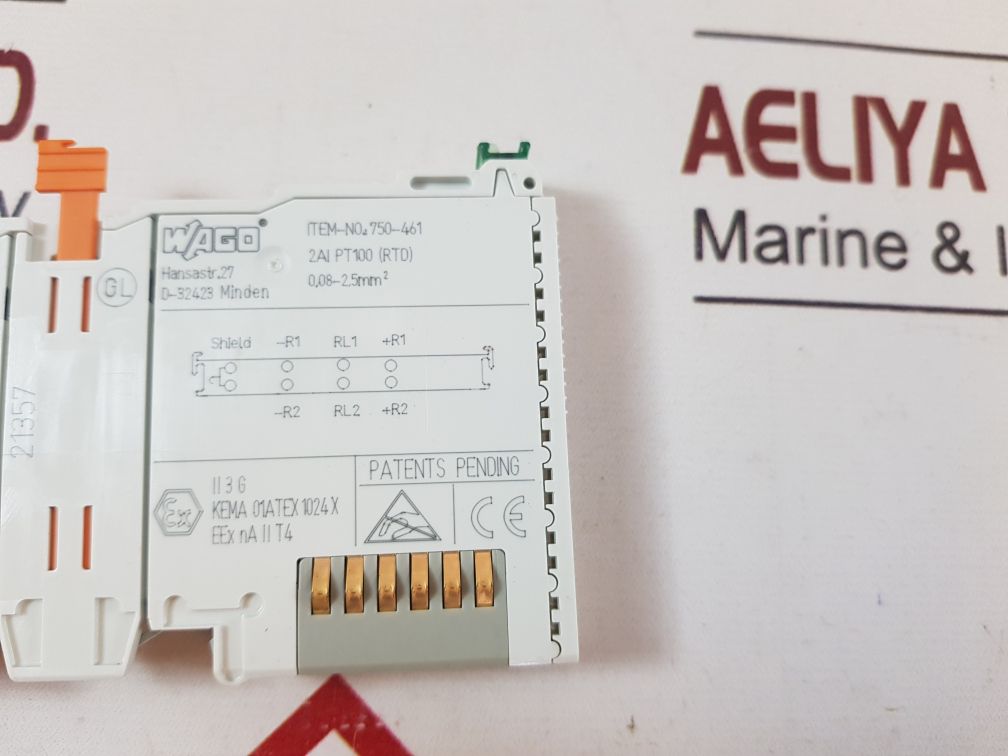 D.
Y
AELIYA
Marine & I
WAGO®
Hansastr.27
D-32423 Minden
ITEM-NO.:750-461
2AI PT100 (RTD)
0,08-2,5mm²
GL
21357
Shield -R1 RL1 +R1
-R2 RL2 +R2
II 3 G
KEMA 01ATEX 1024 X
EEx nA II T4
Ex
PATENTS PENDING
CE